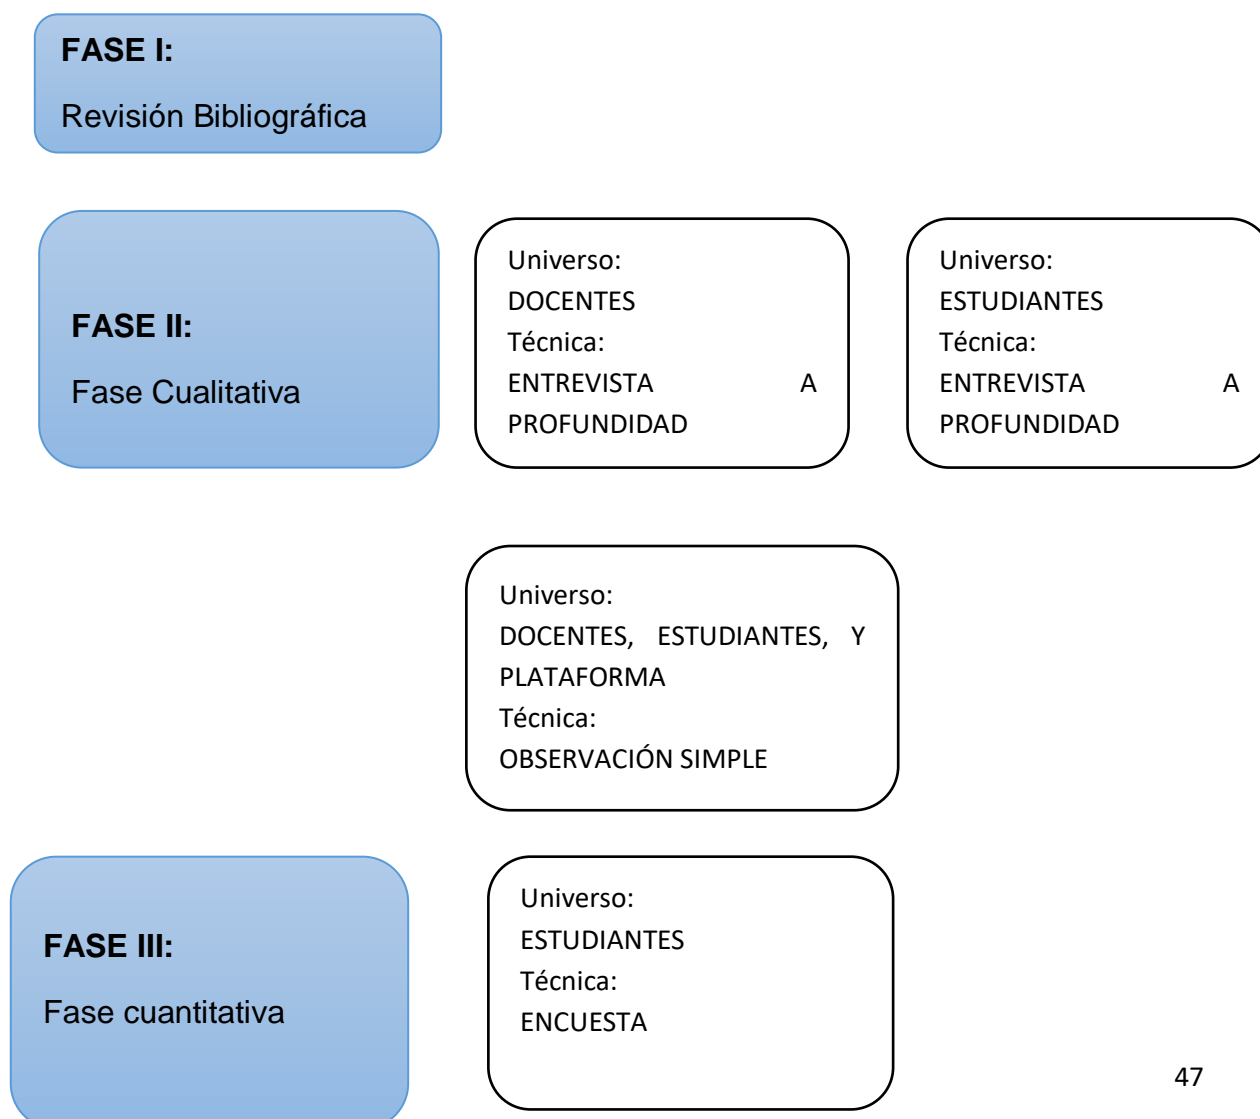 FASE I:
Revisión Bibliográfica
FASE II:
Fase Cualitativa
Universo:
DOCENTES
Técnica:
ENTREVISTA A
PROFUNDIDAD
Universo:
ESTUDIANTES
Técnica:
ENTREVISTA A
PROFUNDIDAD
Universo:
DOCENTES, ESTUDIANTES, Y
PLATAFORMA
Técnica:
OBSERVACIÓN SIMPLE
FASE III:
Fase cuantitativa
Universo:
ESTUDIANTES
Técnica:
ENCUESTA
47